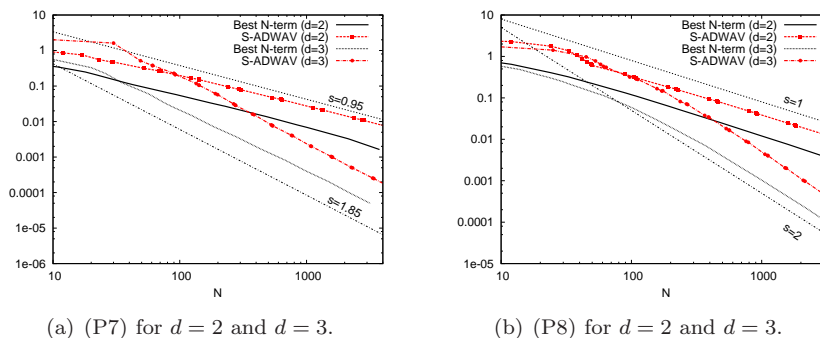 10
1
0.1
0.01
0.001
0.0001
1e-05
1e-06
10
100
1000
N
Best N-term (d=2)
S-ADWAV (d=2)
Best N-term (d=3)
S-ADWAV (d=3)
s=0.95
s=1.85
(a) (P7) for d = 2 and d = 3.
10
1
0.1
0.01
0.001
0.0001
1e-05
10
100
1000
N
Best N-term (d=2)
S-ADWAV (d=2)
Best N-term (d=3)
S-ADWAV (d=3)
s=1
s=2
(b) (P8) for d = 2 and d = 3.